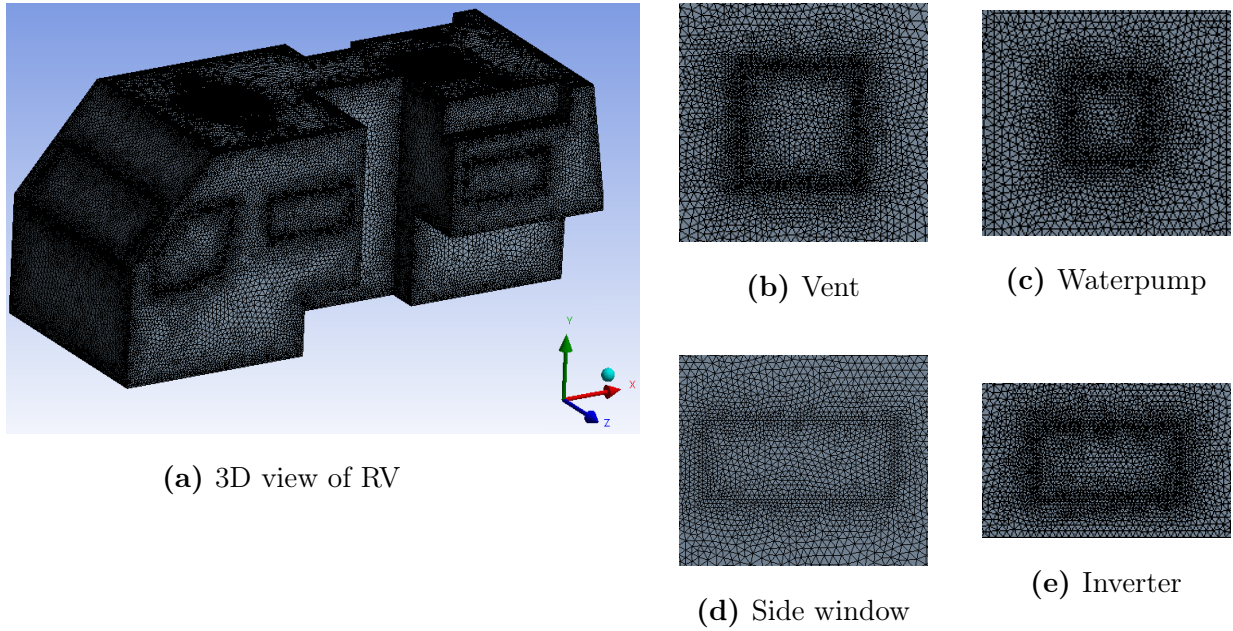 Y
X
Z
(a) 3D view of RV
(b) Vent
(c) Waterpump
(d) Side window
(e) Inverter